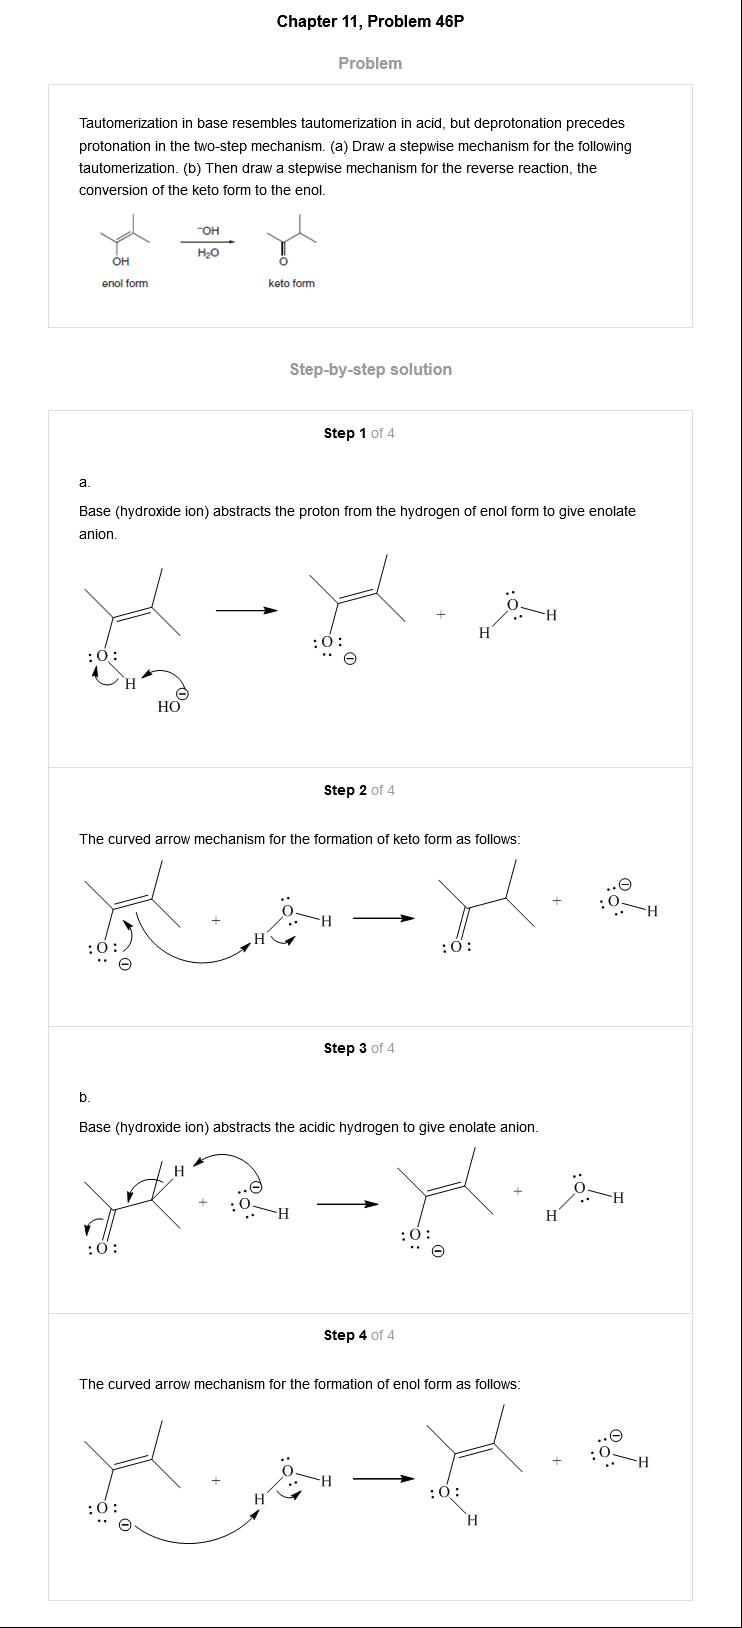 Chapter 11, Problem 46P
Problem
Tautomerization in base resembles tautomerization in acid, but deprotonation precedes
protonation in the two-step mechanism. (a) Draw a stepwise mechanism for the following
tautomerization. (b) Then draw a stepwise mechanism for the reverse reaction, the
conversion of the keto form to the enol.
⁻OH
H₂O
OH
O
enol form
keto form
Step-by-step solution
Step 1 of 4
a.
Base (hydroxide ion) abstracts the proton from the hydrogen of enol form to give enolate
anion.
:O:
H
HO
⊖
:O:
⊖
+
H
O
H
Step 2 of 4
The curved arrow mechanism for the formation of keto form as follows:
:O:
⊖
+
H
O
H
:O:
+
⊖
:O
H
Step 3 of 4
b.
Base (hydroxide ion) abstracts the acidic hydrogen to give enolate anion.
H
:O:
+
⊖
:O
H
:O:
⊖
+
H
O
H
Step 4 of 4
The curved arrow mechanism for the formation of enol form as follows:
:O:
⊖
+
H
O
H
:O:
H
+
⊖
:O
H